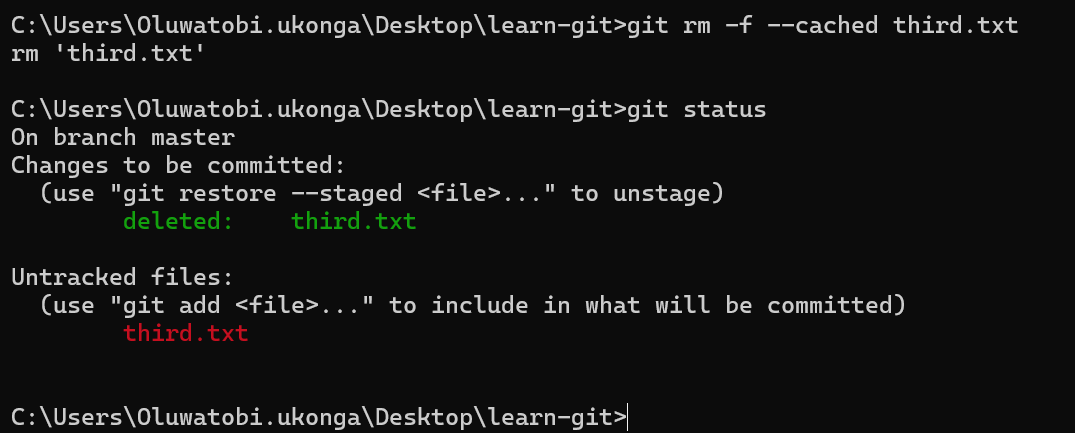 C:\Users\Oluwatobi.ukonga\Desktop\learn-git>git rm -f --cached third.txt
rm 'third.txt'
C:\Users\Oluwatobi.ukonga\Desktop\learn-git>git status
On branch master
Changes to be committed:
  (use "git restore --staged <file>..." to unstage)
        deleted:    third.txt
Untracked files:
  (use "git add <file>..." to include in what will be committed)
        third.txt
C:\Users\Oluwatobi.ukonga\Desktop\learn-git>